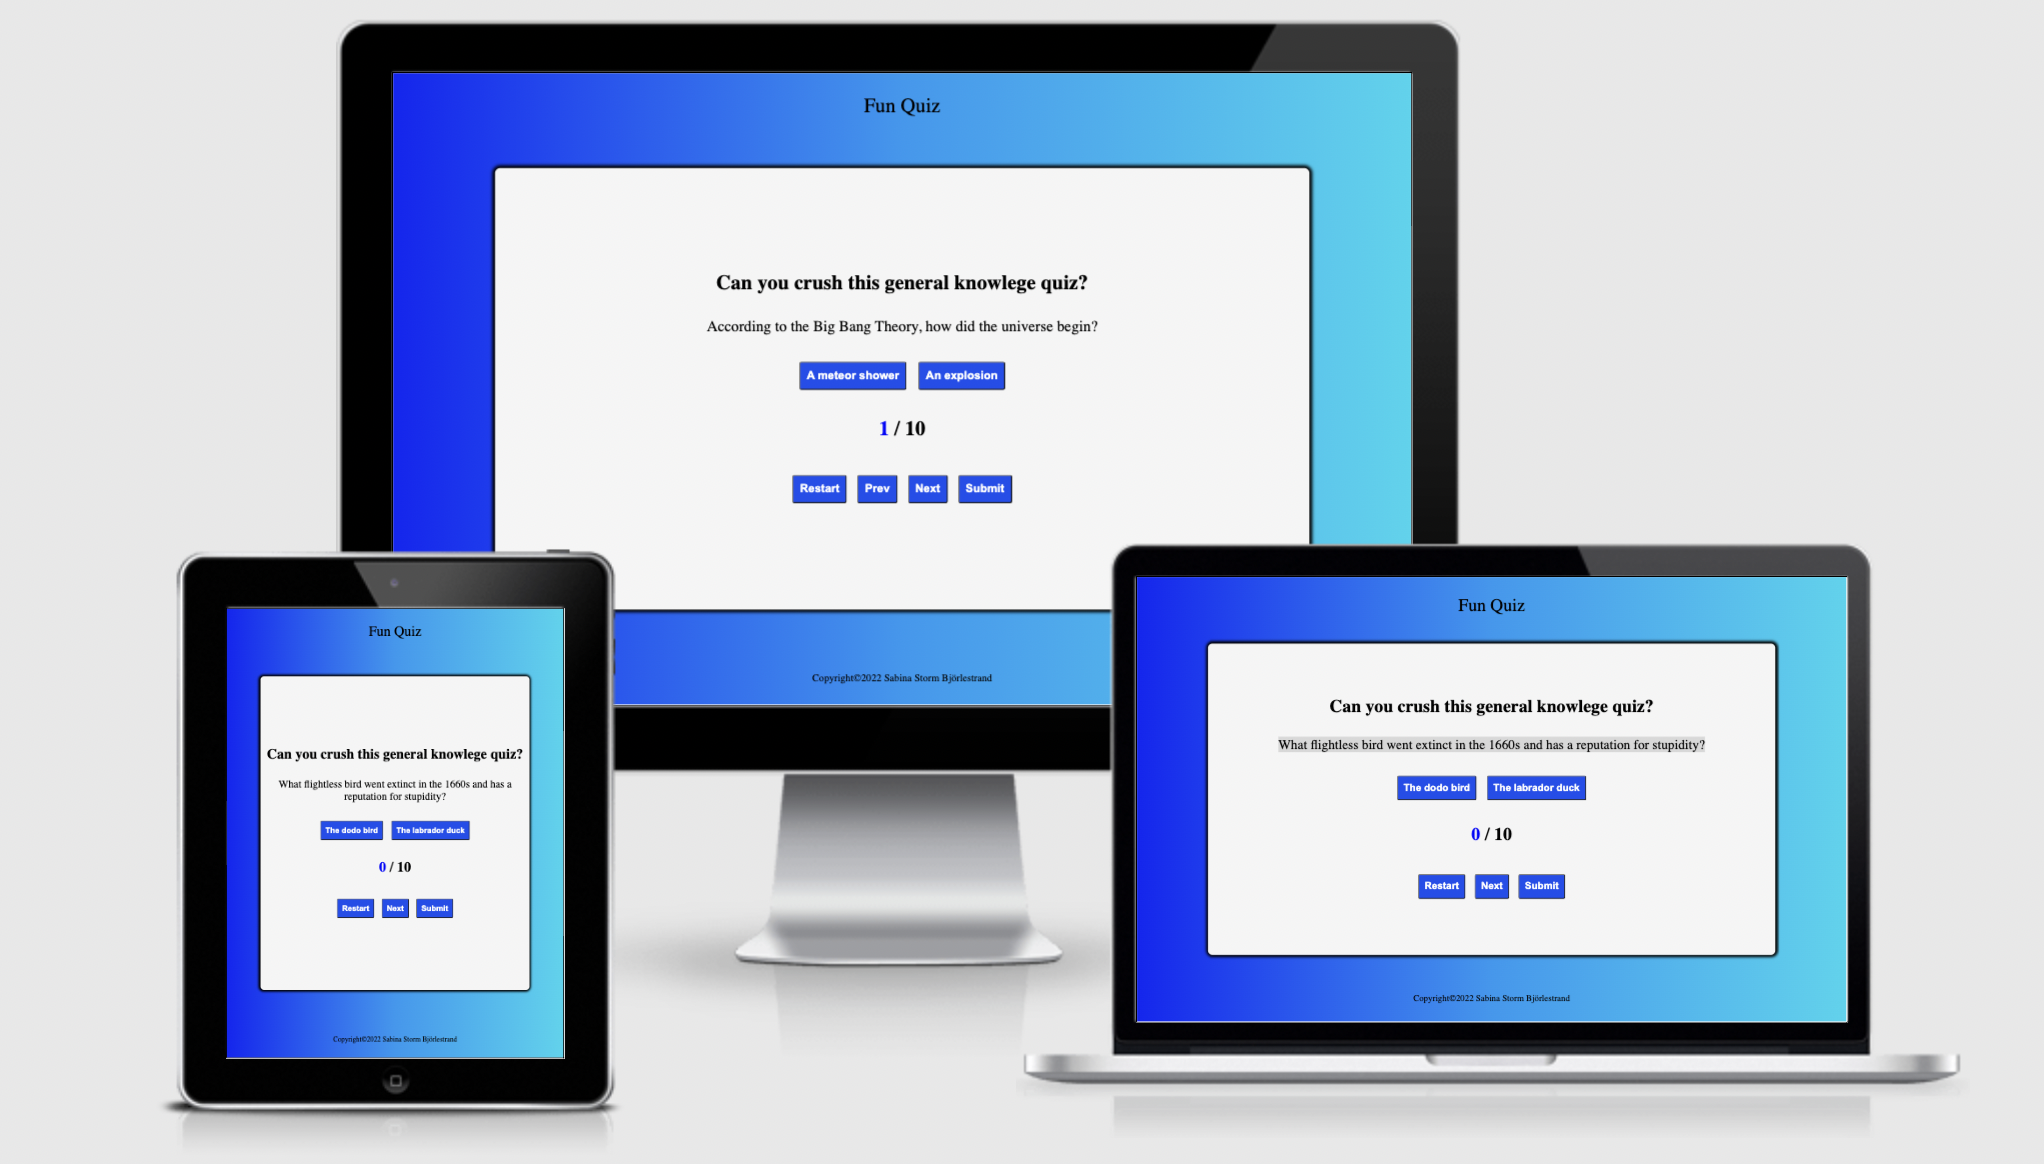 Fun Quiz
Can you crush this general knowlege quiz?
According to the Big Bang Theory, how did the universe begin?
A meteor shower An explosion
1 / 10
Restart Prev Next Submit
Copyright©2022 Sabina Storm Björlestrand
Fun Quiz
Can you crush this general knowlege quiz?
What flightless bird went extinct in the 1660s and has a
reputation for stupidity?
The dodo bird The labrador duck
0 / 10
Restart Next Submit
Copyright©2022 Sabina Storm Björlestrand
Fun Quiz
Can you crush this general knowlege quiz?
What flightless bird went extinct in the 1660s and has a reputation for stupidity?
The dodo bird The labrador duck
0 / 10
Restart Next Submit
Copyright©2022 Sabina Storm Björlestrand